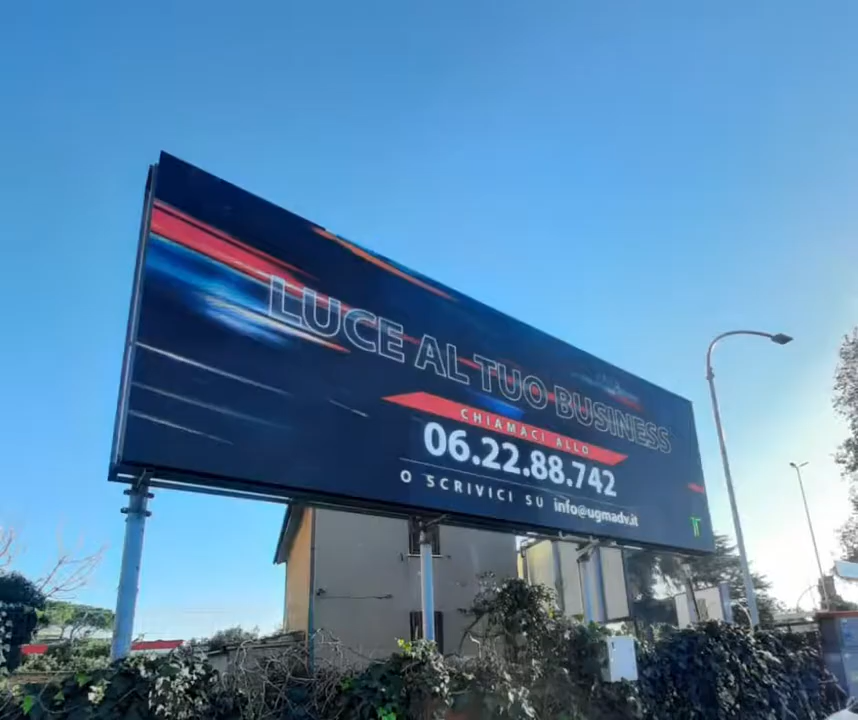 LUCE AL TUO BUSINESS
CHIAMACI ALLO
06.22.88.742
O SCRIVICI SU info@ugmadv.it